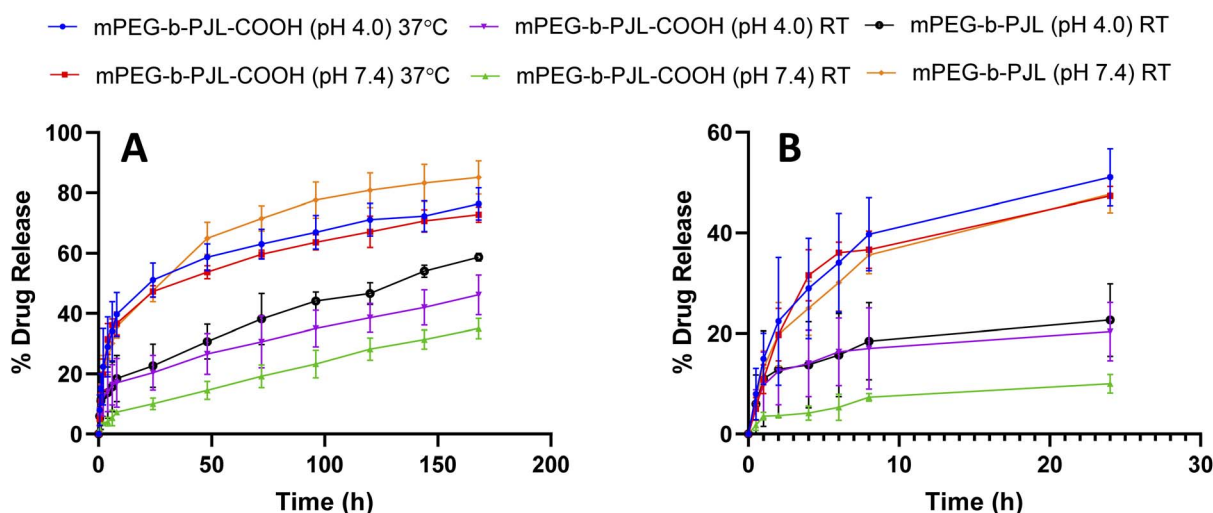 mPEG-b-PJL-COOH (pH 4.0) 37°C mPEG-b-PJL-COOH (pH 4.0) RT mPEG-b-PJL (pH 4.0) RT
mPEG-b-PJL-COOH (pH 7.4) 37°C mPEG-b-PJL-COOH (pH 7.4) RT mPEG-b-PJL (pH 7.4) RT
A
% Drug Release
100
80
60
40
20
0
0 50 100 150 200
Time (h)
B
% Drug Release
60
40
20
0
0 10 20 30
Time (h)